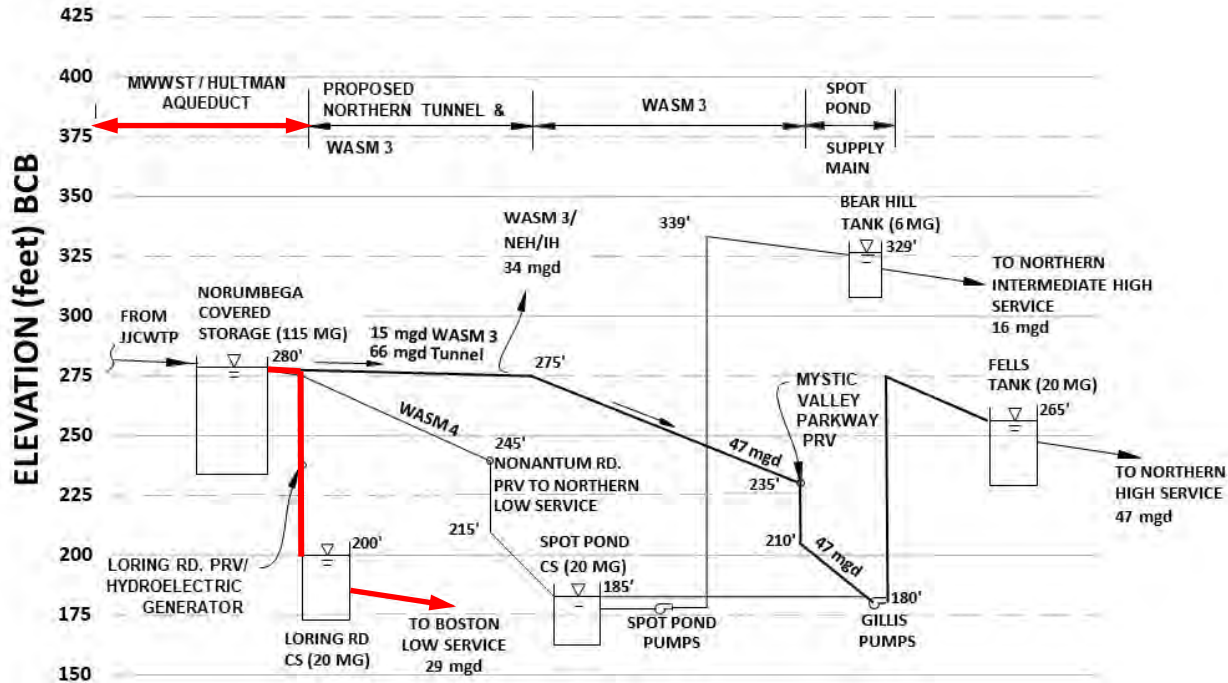 425
400
375
350
325
300
275
250
225
200
175
150
ELEVATION (feet) BCB
MWWST / HULTMAN
AQUEDUCT
PROPOSED
NORTHERN TUNNEL &
WASM 3
WASM 3
SPOT
POND
SUPPLY
MAIN
BEAR HILL
TANK (6 MG)
329'
339'
WASM 3/
NEH/IH
34 mgd
TO NORTHERN
INTERMEDIATE HIGH
SERVICE
16 mgd
NORUMBEGA
COVERED
STORAGE (115 MG)
FROM
JJCWTP
280'
15 mgd WASM 3
66 mgd Tunnel
275'
FELLS
TANK (20 MG)
265'
MYSTIC
VALLEY
PARKWAY
PRV
WASM 4
245'
NONANTUM RD.
PRV TO NORTHERN
LOW SERVICE
47 mgd
235'
TO NORTHERN
HIGH SERVICE
47 mgd
215'
210'
47 mgd
200'
SPOT POND
CS (20 MG)
185'
180'
LORING RD. PRV/
HYDROELECTRIC
GENERATOR
SPOT POND
PUMPS
GILLIS
PUMPS
LORING RD
CS (20 MG)
TO BOSTON
LOW SERVICE
29 mgd